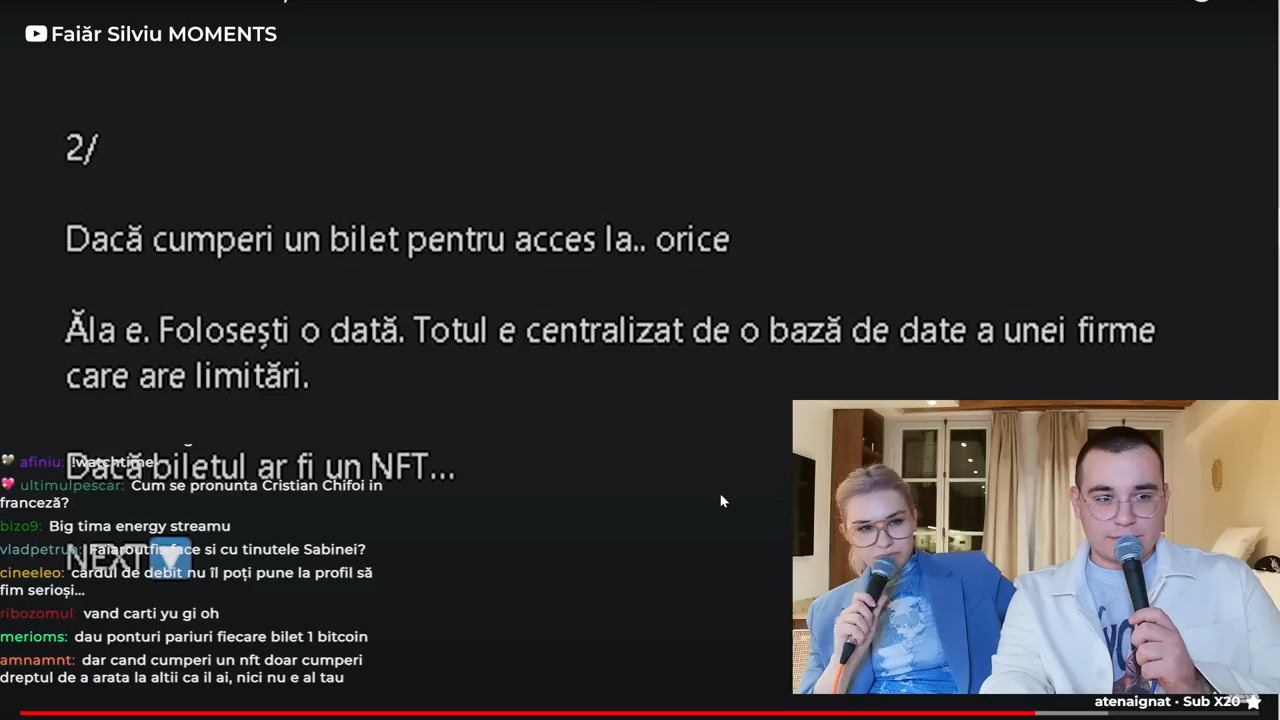 Faiăr Silviu MOMENTS
2/
Dacă cumperi un bilet pentru acces la.. orice
Ăla e. Folosești o dată. Totul e centralizat de o bază de date a unei firme
care are limitări.
Dacă biletul ar fi un NFT...
NEXT
afiniu: !watchtime
ultimulpescar: Cum se pronunta Cristian Chifoi in
franceză?
bizo9: Big tima energy streamu
vladpetrua: Faiaroutfits face si cu tinutele Sabinei?
cineeleo: cardul de debit nu îl poți pune la profil să
fim serioși...
ribozomul: vand carti yu gi oh
merioms: dau ponturi pariuri fiecare bilet 1 bitcoin
amnamnt: dar cand cumperi un nft doar cumperi
dreptul de a arata la altii ca il ai, nici nu e al tau
atenaignat • Sub X20